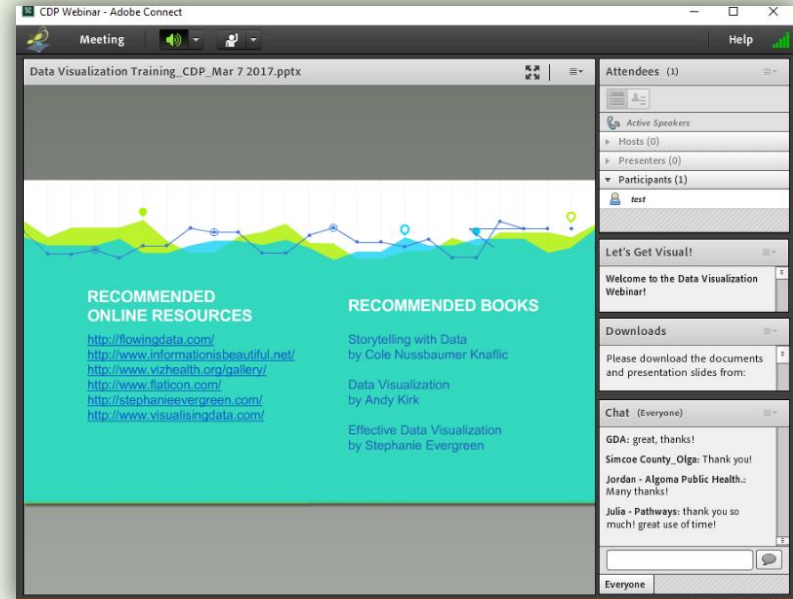 CDP Webinar - Adobe Connect
Meeting
Help
Data Visualization Training_CDP_Mar 7 2017.pptx
RECOMMENDED
ONLINE RESOURCES
http://flowingdata.com/
http://www.informationisbeautiful.net/
http://www.vizhealth.org/gallery/
http://www.flaticon.com/
http://stephanieevergreen.com/
http://www.visualisingdata.com/
RECOMMENDED BOOKS
Storytelling with Data
by Cole Nussbaumer Knaflic
Data Visualization
by Andy Kirk
Effective Data Visualization
by Stephanie Evergreen
Attendees (1)
Active Speakers
Hosts (0)
Presenters (0)
Participants (1)
test
Let's Get Visual!
Welcome to the Data Visualization
Webinar!
Downloads
Please download the documents
and presentation slides from:
Chat (Everyone)
GDA: great, thanks!
Simcoe County_Olga: Thank you!
Jordan - Algoma Public Health.:
Many thanks!
Julia - Pathways: thank you so
much! great use of time!
Everyone